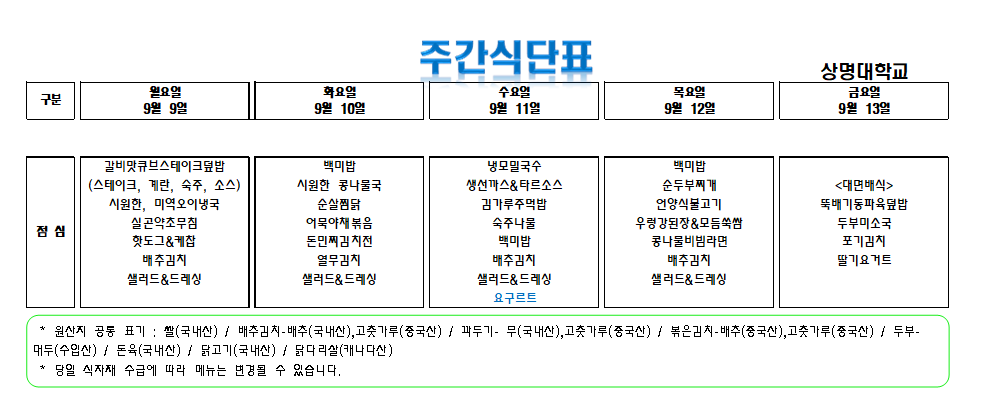 주간식단표
상명대학교
구분
월요일
9월 9일
화요일
9월 10일
수요일
9월 11일
목요일
9월 12일
금요일
9월 13일
점 심
갈비맛큐브스테이크덮밥
(스테이크, 계란, 숙주, 소스)
시원한, 미역오이냉국
실곤약초무침
핫도그&케찹
배추김치
샐러드&드레싱
백미밥
시원한 콩나물국
순살찜닭
어묵야채볶음
돈민찌김치전
열무김치
샐러드&드레싱
냉모밀국수
생선까스&타르소스
김가루주먹밥
숙주나물
백미밥
배추김치
샐러드&드레싱
요구르트
백미밥
순두부찌개
언양식불고기
우렁강된장&모듬쑥쌈
콩나물비빔라면
배추김치
샐러드&드레싱
<대면배식>
뚝배기동파육덮밥
두부미소국
포기김치
딸기요거트
* 원산지 공통 표기 : 쌀(국내산) / 배추김치-배추(국내산),고춧가루(중국산) / 깍두기- 무(국내산),고춧가루(중국산) / 볶은김치-배추(중국산),고춧가루(중국산) / 두부-
대두(수입산) / 돈육(국내산) / 닭고기(국내산) / 닭다리살(캐나다산)
* 당일 식자재 수급에 따라 메뉴는 변경될 수 있습니다.